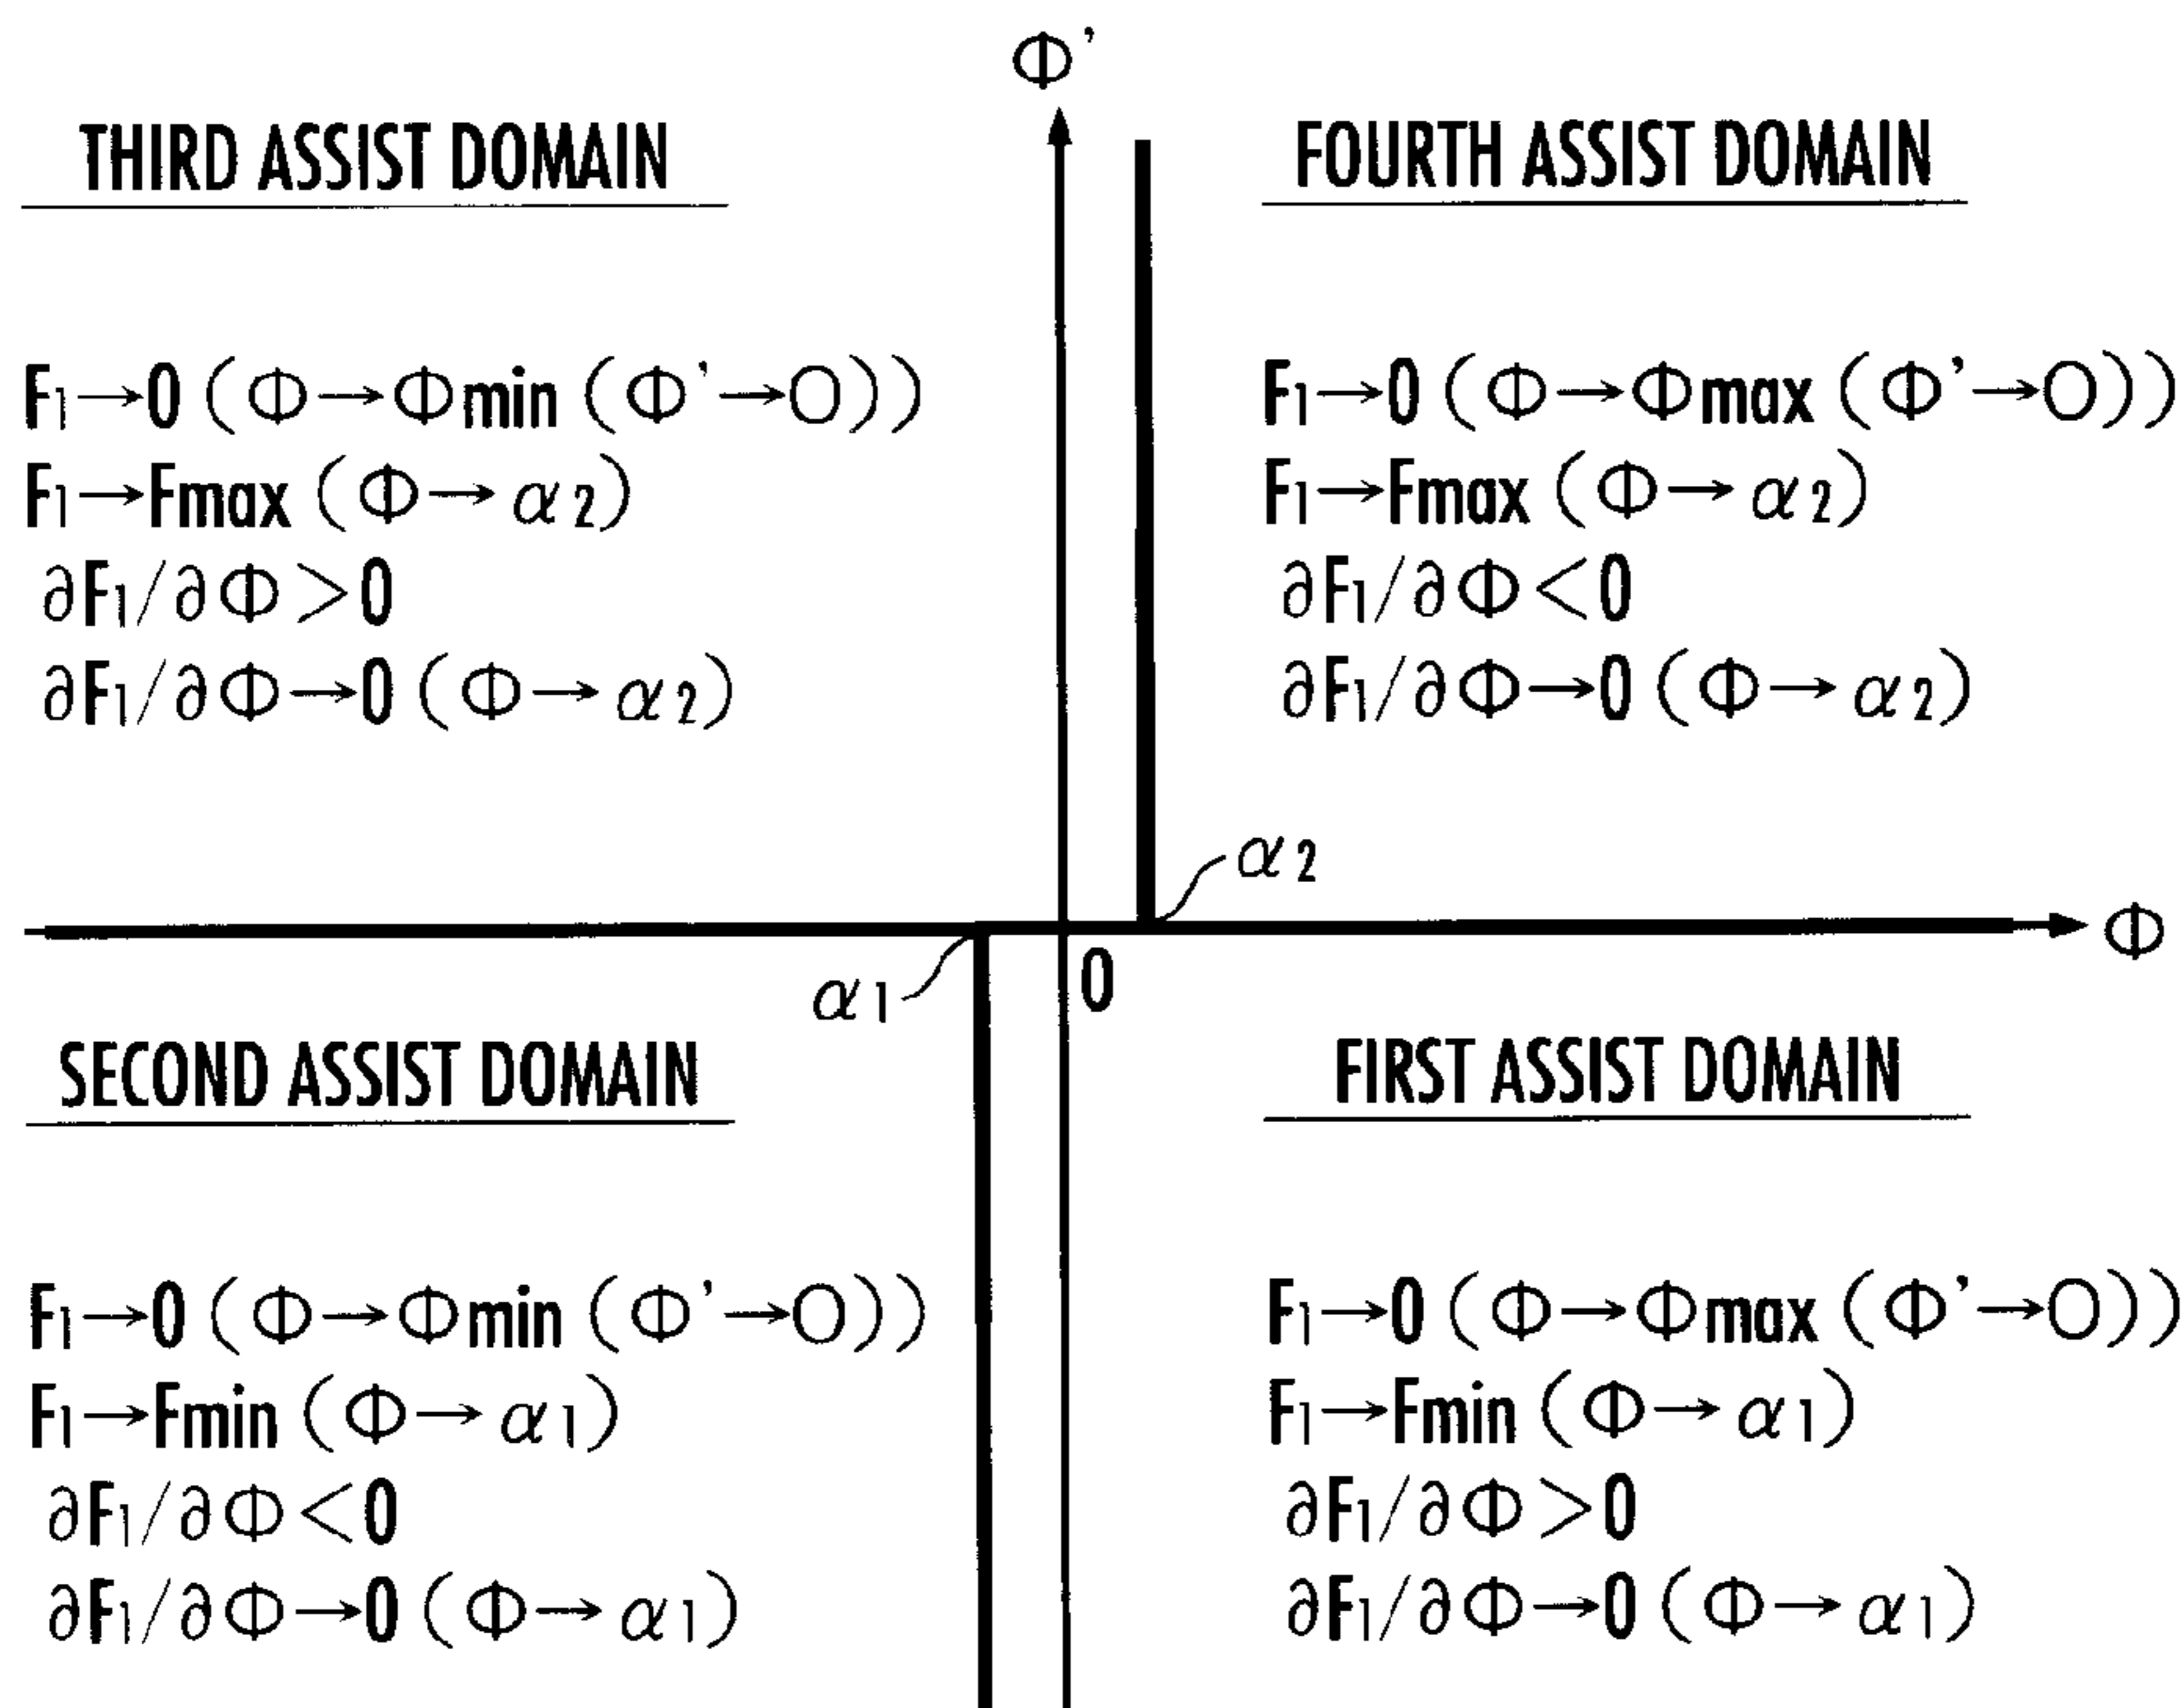 Φ'
THIRD ASSIST DOMAIN
F1→0 (Φ→Φmin (Φ'→O))
F1→Fmax (Φ→α2)
∂F1/∂Φ>0
∂F1/∂Φ→0 (Φ→α2)
FOURTH ASSIST DOMAIN
F1→0 (Φ→Φmax (Φ'→O))
F1→Fmax (Φ→α2)
∂F1/∂Φ<0
∂F1/∂Φ→0 (Φ→α2)
α2
Φ
α1
0
SECOND ASSIST DOMAIN
F1→0 (Φ→Φmin (Φ'→O))
F1→Fmin (Φ→α1)
∂F1/∂Φ<0
∂F1/∂Φ→0 (Φ→α1)
FIRST ASSIST DOMAIN
F1→0 (Φ→Φmax (Φ'→O))
F1→Fmin (Φ→α1)
∂F1/∂Φ>0
∂F1/∂Φ→0 (Φ→α1)